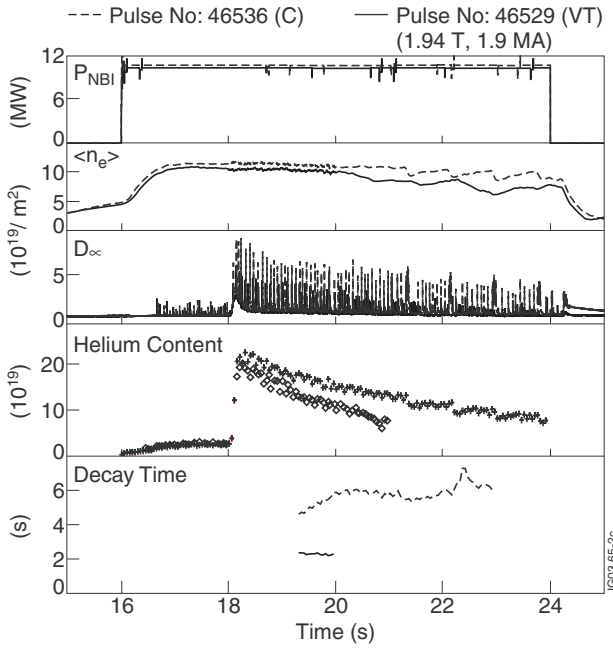 Pulse No: 46536 (C) Pulse No: 46529 (VT)
(1.94 T, 1.9 MA)
12
P_NBI
6
(MW)
0
<n_e>
10
5
(10^19/ m^2)
D_∝
5
0
Helium Content
20
(10^19)
10
0
Decay Time
6
(s)
4
2
0
16 18 20 22 24
Time (s)